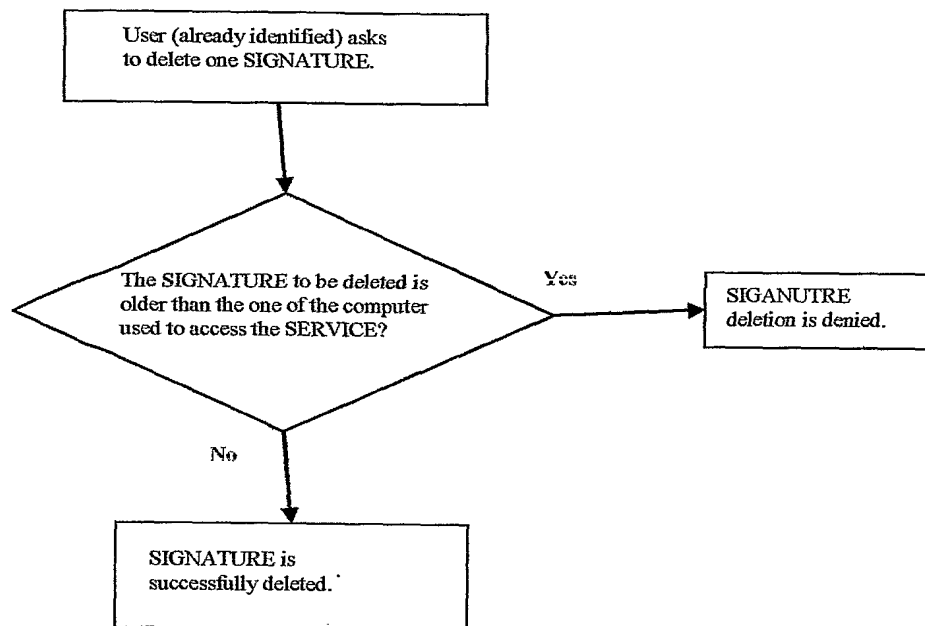 User (already identified) asks
to delete one SIGNATURE.
The SIGNATURE to be deleted is
older than the one of the computer
used to access the SERVICE?
Yes
SIGANUTRE
deletion is denied.
No
SIGNATURE is
successfully deleted.